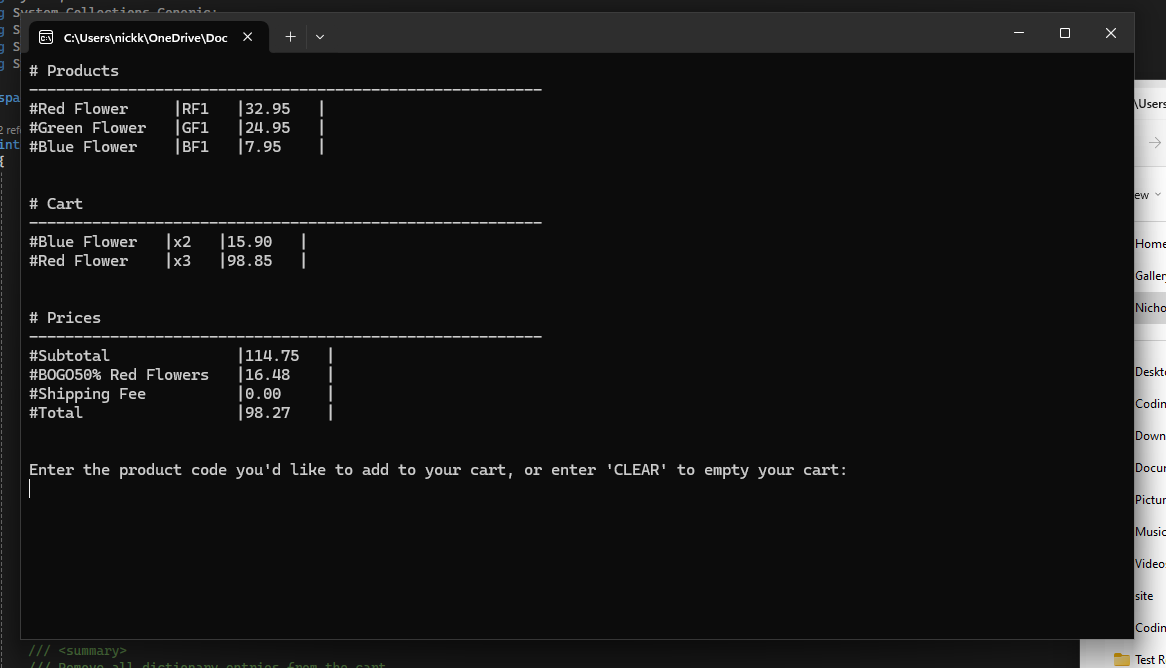 g System.Collections.Generic;
C:\Users\nickk\OneDrive\Doc
# Products
---------------------------------------------------------
#Red Flower |RF1 |32.95 |
#Green Flower |GF1 |24.95 |
#Blue Flower |BF1 |7.95 |
# Cart
---------------------------------------------------------
#Blue Flower |x2 |15.90 |
#Red Flower |x3 |98.85 |
# Prices
---------------------------------------------------------
#Subtotal |114.75 |
#BOGO50% Red Flowers |16.48 |
#Shipping Fee |0.00 |
#Total |98.27 |
Enter the product code you'd like to add to your cart, or enter 'CLEAR' to empty your cart:
g S
g S
g S
spa
2 ref
int
{
/// <summary>
/// Remove all dictionary entries from the cart
\Users
ew
Home
Galler
Nicho
Deskto
Codin
Down
Docur
Pictur
Music
Videos
site
Codin
Test R